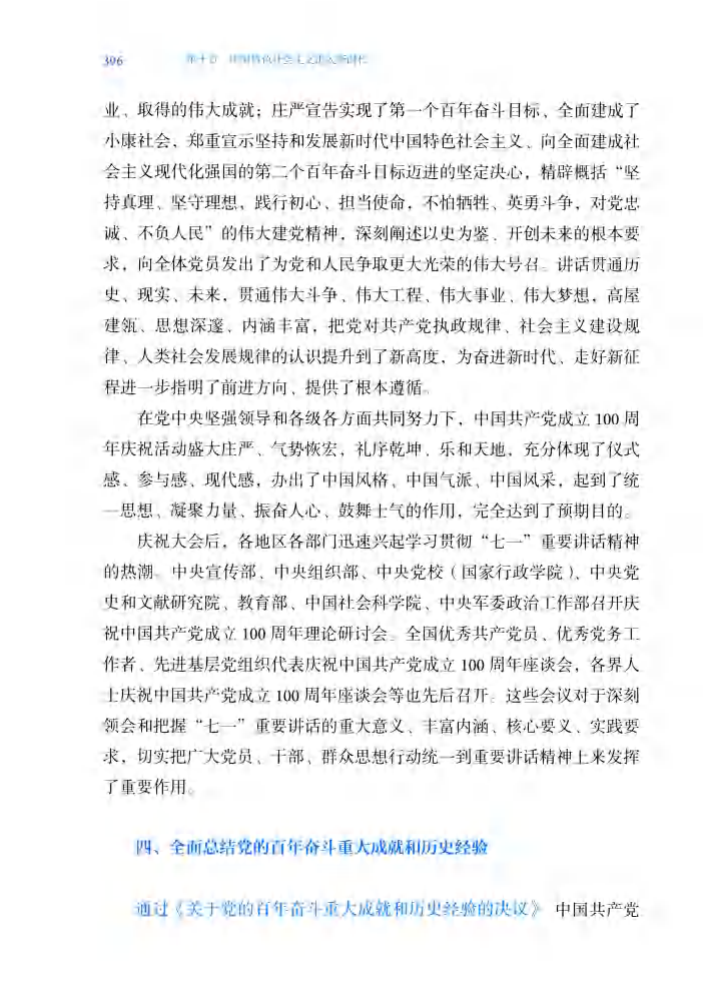 306
第十章 中国特色社会主义进入新时代
业、取得的伟大成就；庄严宣告实现了第一个百年奋斗目标、全面建成了
小康社会，郑重宣示坚持和发展新时代中国特色社会主义、向全面建成社
会主义现代化强国的第二个百年奋斗目标迈进的坚定决心，精辟概括“坚
持真理、坚守理想，践行初心、担当使命，不怕牺牲、英勇斗争，对党忠
诚、不负人民”的伟大建党精神，深刻阐述以史为鉴、开创未来的根本要
求，向全体党员发出了为党和人民争取更大光荣的伟大号召。讲话贯通历
史、现实、未来，贯通伟大斗争、伟大工程、伟大事业、伟大梦想，高屋
建瓴、思想深邃、内涵丰富，把党对共产党执政规律、社会主义建设规
律、人类社会发展规律的认识提升到了新高度，为奋进新时代、走好新征
程进一步指明了前进方向、提供了根本遵循。
在党中央坚强领导和各级各方面共同努力下，中国共产党成立 100 周
年庆祝活动盛大庄严、气势恢宏，礼序乾坤、乐和天地，充分体现了仪式
感、参与感、现代感，办出了中国风格、中国气派、中国风采，起到了统
一思想、凝聚力量、振奋人心、鼓舞士气的作用，完全达到了预期目的。
庆祝大会后，各地区各部门迅速兴起学习贯彻“七一”重要讲话精神
的热潮。中央宣传部、中央组织部、中央党校（国家行政学院）、中央党
史和文献研究院、教育部、中国社会科学院、中央军委政治工作部召开庆
祝中国共产党成立 100 周年理论研讨会。全国优秀共产党员、优秀党务工
作者、先进基层党组织代表庆祝中国共产党成立 100 周年座谈会，各界人
士庆祝中国共产党成立 100 周年座谈会等也先后召开。这些会议对于深刻
领会和把握“七一”重要讲话的重大意义、丰富内涵、核心要义、实践要
求，切实把广大党员、干部、群众思想行动统一到重要讲话精神上来发挥
了重要作用。
四、全面总结党的百年奋斗重大成就和历史经验
通过《关于党的百年奋斗重大成就和历史经验的决议》 中国共产党